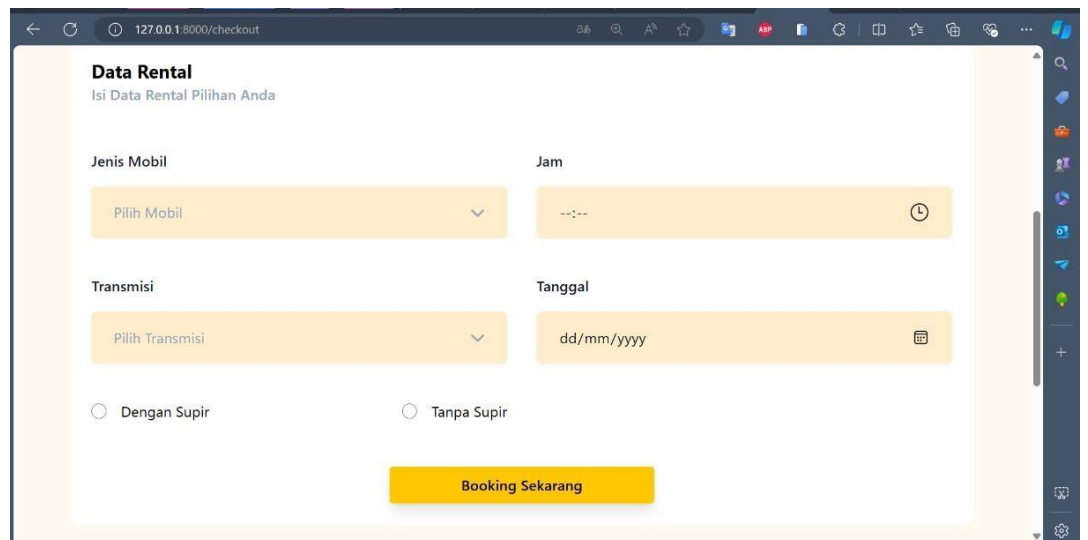 127.0.0.1:8000/checkout
Data Rental
Isi Data Rental Pilihan Anda
Jenis Mobil
Jam
Pilih Mobil
--:--
Transmisi
Tanggal
Pilih Transmisi
dd/mm/yyyy
Dengan Supir
Tanpa Supir
Booking Sekarang